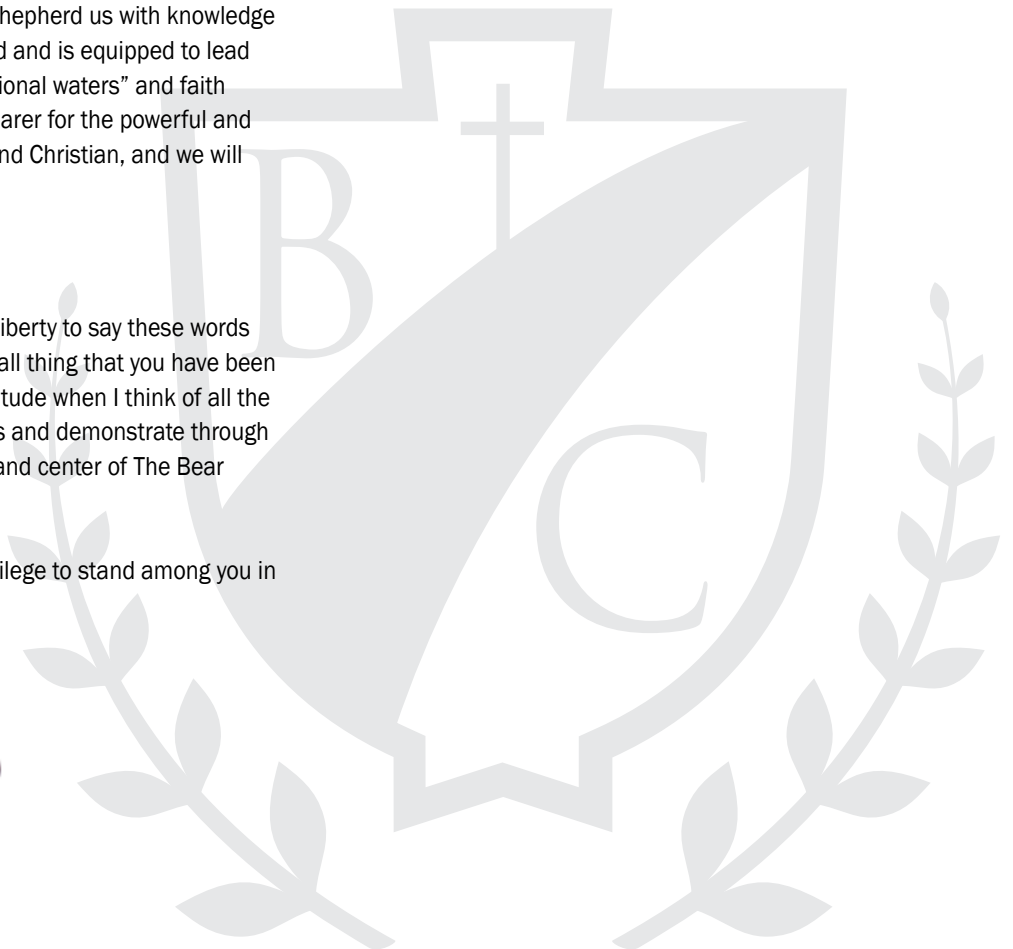 hepherd us with knowledge
d and is equipped to lead
ional waters” and faith
arer for the powerful and
nd Christian, and we will
iberty to say these words
all thing that you have been
tude when I think of all the
s and demonstrate through
and center of The Bear
ilege to stand among you in
B
C